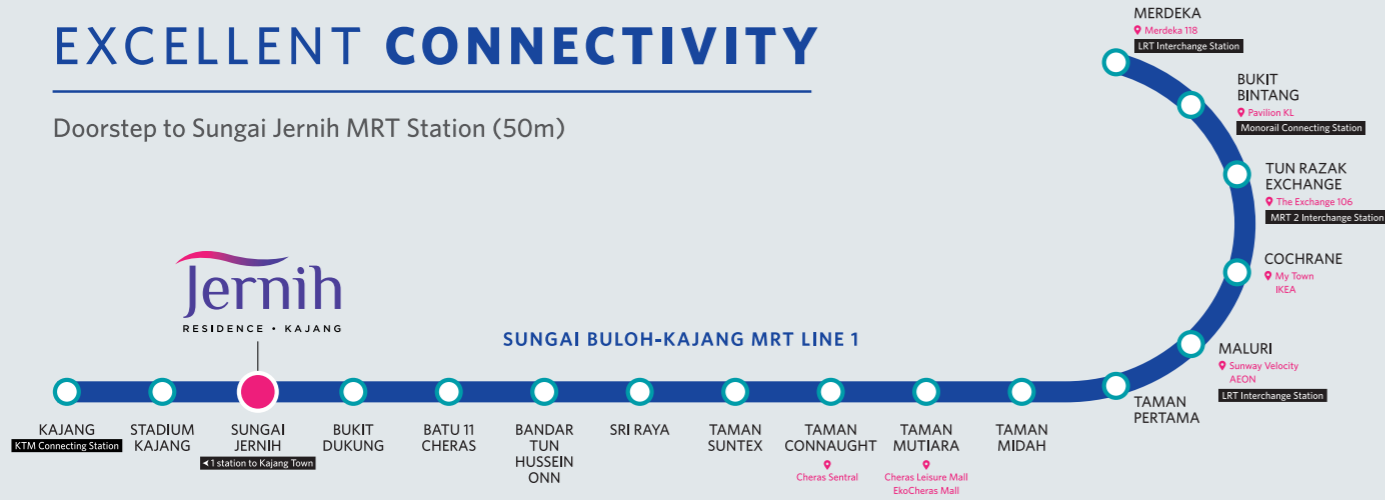 EXCELLENT CONNECTIVITY
Doorstep to Sungai Jernih MRT Station (50m)
Jernih
RESIDENCE • KAJANG
SUNGAI BULOH-KAJANG MRT LINE 1
KAJANG
KTM Connecting Station
STADIUM
KAJANG
SUNGAI
JERNIH
1 station to Kajang Town
BUKIT
DUKUNG
BATU 11
CHERAS
BANDAR
TUN
HUSSEIN
ONN
SRI RAYA
TAMAN
SUNTEX
TAMAN
CONNAUGHT
Cheras Sentral
TAMAN
MUTIARA
Cheras Leisure Mall
EkoCheras Mall
TAMAN
MIDAH
TAMAN
PERTAMA
MALURI
Sunway Velocity
AEON
LRT Interchange Station
COCHRANE
My Town
IKEA
TUN RAZAK
EXCHANGE
The Exchange 106
MRT 2 Interchange Station
BUKIT
BINTANG
Pavilion KL
Monorail Connecting Station
MERDEKA
Merdeka 118
LRT Interchange Station